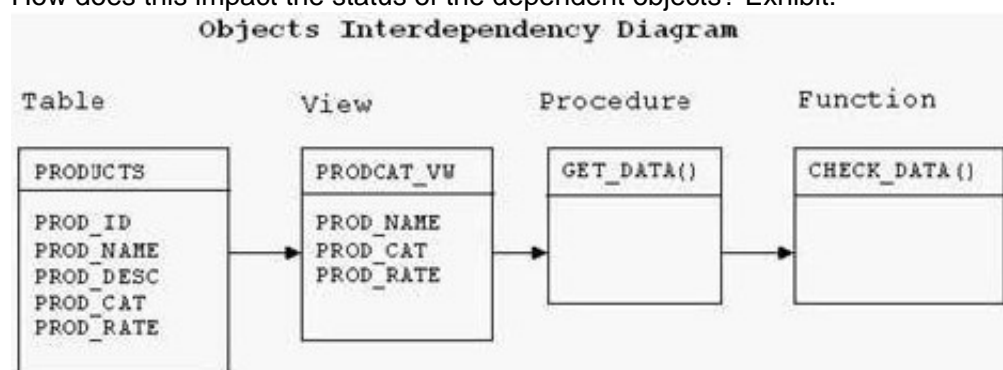 How does this impact the status of the dependent objects? Exhibit:
Objects Interdependency Diagram
Table
View
Procedure
Function
PRODUCTS
PROD_ID
PROD_NAME
PROD_DESC
PROD_CAT
PROD_RATE
PRODCAT_VW
PROD_NAME
PROD_CAT
PROD_RATE
GET_DATA()
CHECK_DATA()